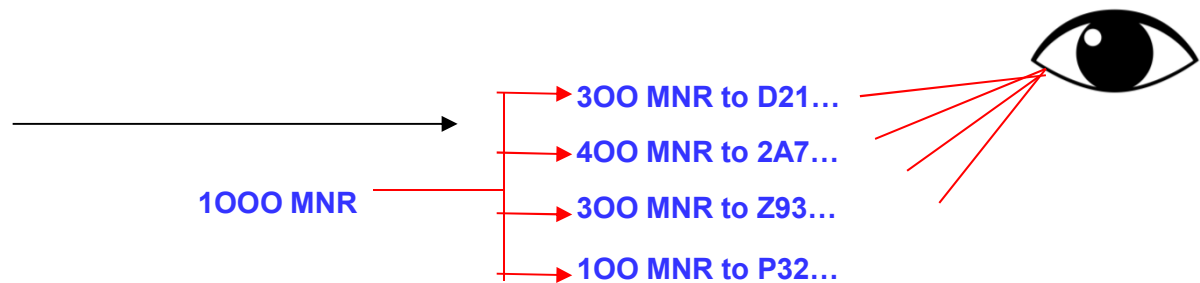 3OO MNR to D21…
4OO MNR to 2A7…
1OOO MNR
3OO MNR to Z93…
1OO MNR to P32…